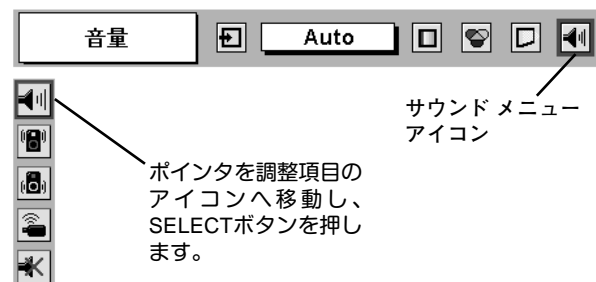 音量
Auto
サウンド メニュー
アイコン
ポインタを調整項目の
アイコンへ移動し、
SELECTボタンを押し
ます。